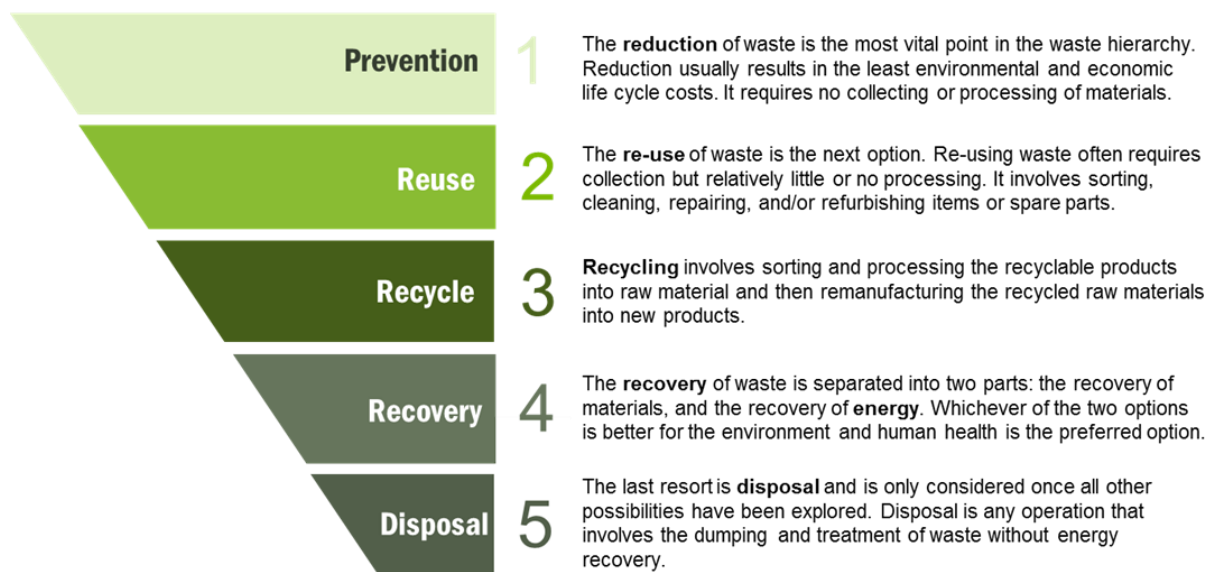 Prevention
1
The reduction of waste is the most vital point in the waste hierarchy.
Reduction usually results in the least environmental and economic
life cycle costs. It requires no collecting or processing of materials.
Reuse
2
The re-use of waste is the next option. Re-using waste often requires
collection but relatively little or no processing. It involves sorting,
cleaning, repairing, and/or refurbishing items or spare parts.
Recycle
3
Recycling involves sorting and processing the recyclable products
into raw material and then remanufacturing the recycled raw materials
into new products.
Recovery
4
The recovery of waste is separated into two parts: the recovery of
materials, and the recovery of energy. Whichever of the two options
is better for the environment and human health is the preferred option.
Disposal
5
The last resort is disposal and is only considered once all other
possibilities have been explored. Disposal is any operation that
involves the dumping and treatment of waste without energy
recovery.